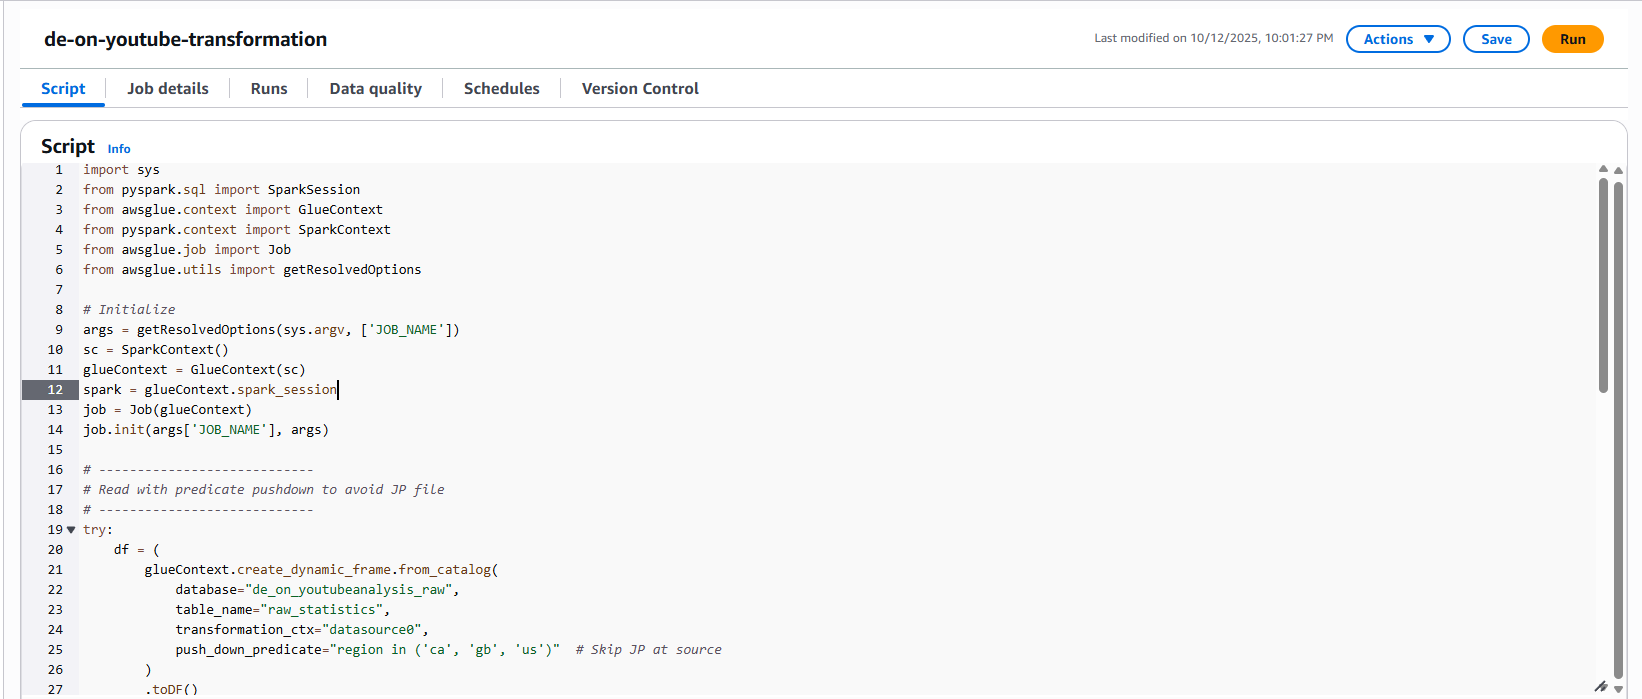 de-on-youtube-transformation
Last modified on 10/12/2025, 10:01:27 PM
Actions
Save
Run
Script
Job details
Runs
Data quality
Schedules
Version Control
Script Info
1 import sys
2 from pyspark.sql import SparkSession
3 from awsglue.context import GlueContext
4 from pyspark.context import SparkContext
5 from awsglue.job import Job
6 from awsglue.utils import getResolvedOptions
7
8 # Initialize
9 args = getResolvedOptions(sys.argv, ['JOB_NAME'])
10 sc = SparkContext()
11 glueContext = GlueContext(sc)
12 spark = glueContext.spark_session
13 job = Job(glueContext)
14 job.init(args['JOB_NAME'], args)
15
16 # ----------------------------
17 # Read with predicate pushdown to avoid JP file
18 # ----------------------------
19 try:
20     df = (
21         glueContext.create_dynamic_frame.from_catalog(
22             database="de_on_youtubeanalysis_raw",
23             table_name="raw_statistics",
24             transformation_ctx="datasource0",
25             push_down_predicate="region in ('ca', 'gb', 'us')"  # Skip JP at source
26         )
27         .toDF()